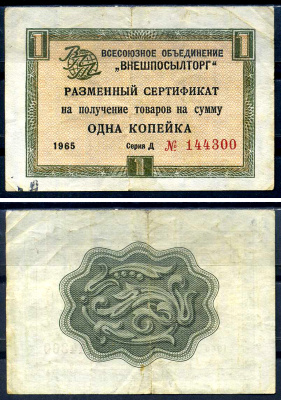 1 ВСЕСОЮЗНОЕ ОБЪЕДИНЕНИЕ 1
„ВНЕШПОСЫЛТОРГ"
РАЗМЕННЫЙ СЕРТИФИКАТ
на получение товаров на сумму
ОДНА КОПЕЙКА
1965 Серия Д № 144300
1